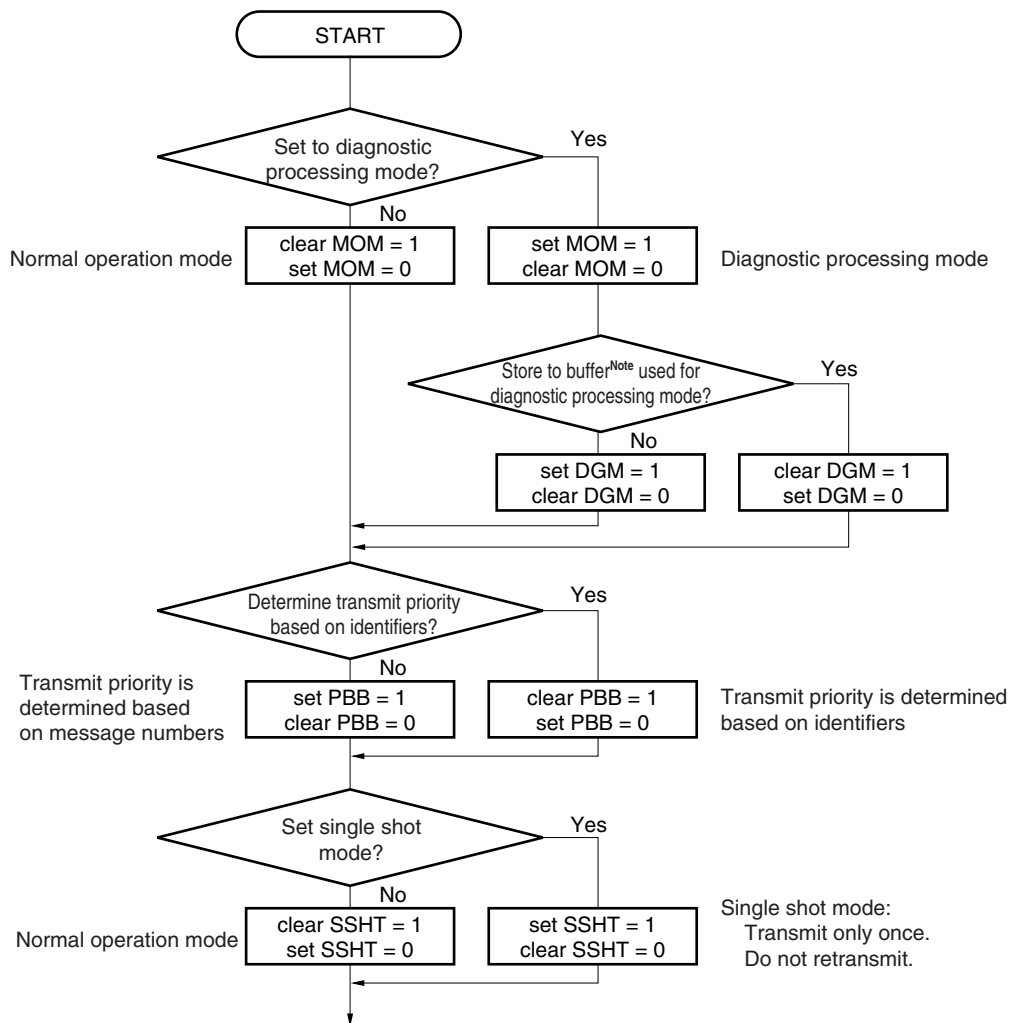 START
Set to diagnostic
processing mode?
Yes
No
Normal operation mode
clear MOM = 1
set MOM = 0
set MOM = 1
clear MOM = 0
Diagnostic processing mode
Store to bufferNote used for
diagnostic processing mode?
Yes
No
set DGM = 1
clear DGM = 0
clear DGM = 1
set DGM = 0
Determine transmit priority
based on identifiers?
Yes
No
Transmit priority is
determined based
on message numbers
set PBB = 1
clear PBB = 0
clear PBB = 1
set PBB = 0
Transmit priority is determined
based on identifiers
Set single shot
mode?
Yes
No
Normal operation mode
clear SSHT = 1
set SSHT = 0
set SSHT = 1
clear SSHT = 0
Single shot mode:
Transmit only once.
Do not retransmit.